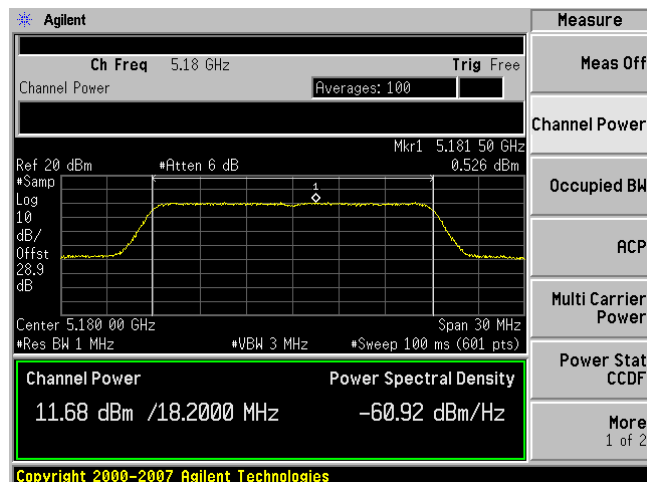 Agilent
Measure
Ch Freq 5.18 GHz Trig Free
Channel Power Averages: 100
Mkr1 5.181 50 GHz
Ref 20 dBm #Atten 6 dB 0.526 dBm
#Samp
Log
10
dB/
Offst
28.9
dB
1
Center 5.180 00 GHz Span 30 MHz
#Res BW 1 MHz #VBW 3 MHz #Sweep 100 ms (601 pts)
Channel Power Power Spectral Density
11.68 dBm /18.2000 MHz -60.92 dBm/Hz
Copyright 2000-2007 Agilent Technologies
Meas Off
Channel Power
Occupied BW
ACP
Multi Carrier
Power
Power Stat
CCDF
More
1 of 2